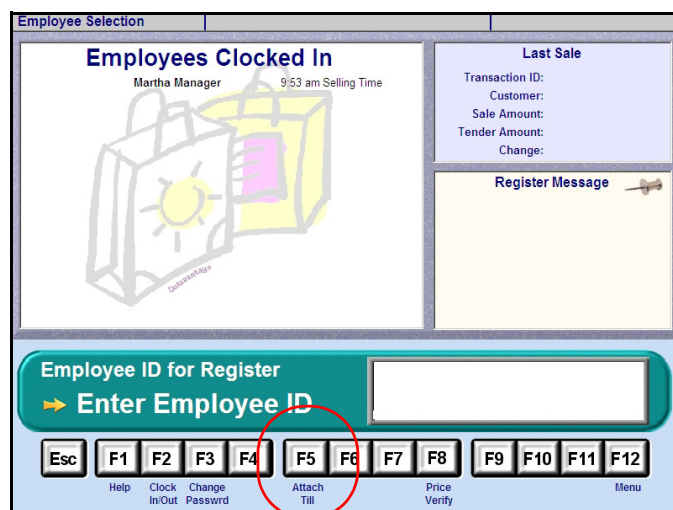 Employee Selection
Employees Clocked In
Martha Manager 9:53 am Selling Time
Datavantage
Last Sale
Transaction ID:
Customer:
Sale Amount:
Tender Amount:
Change:
Register Message
Employee ID for Register
Enter Employee ID
Esc F1 F2 F3 F4 F5 F6 F7 F8 F9 F10 F11 F12
Help Clock In/Out Change Passwrd Attach Till Price Verify Menu